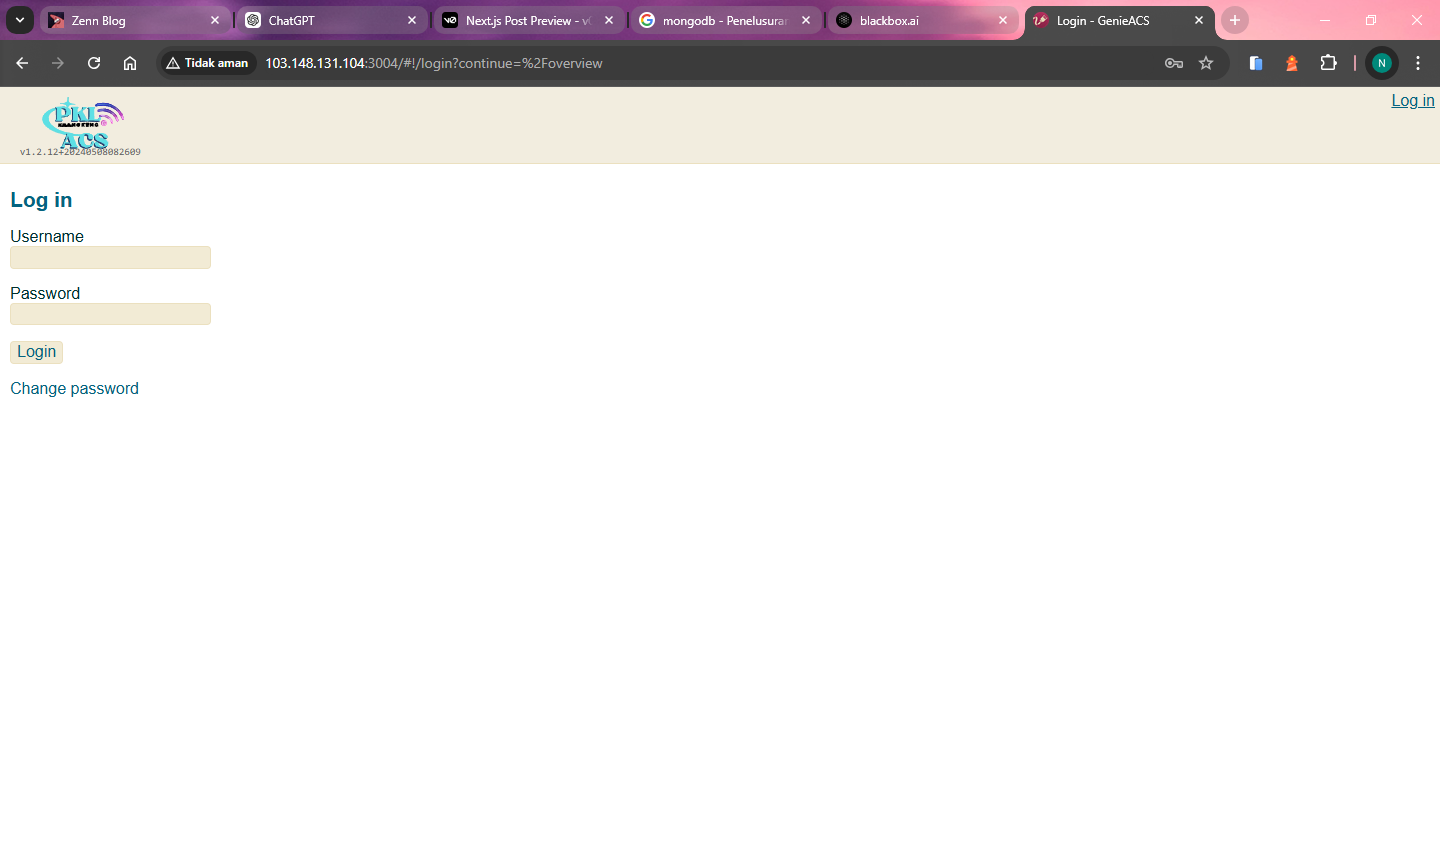 Zenn Blog
ChatGPT
Next.js Post Preview - v
mongodb - Penelusuran
blackbox.ai
Login - GenieACS
Tidak aman
103.148.131.104:3004/#!/login?continue=%2Foverview
N
PKL
ACS
v1.2.12+20240508082609
Log in
Log in
Username
Password
Login
Change password